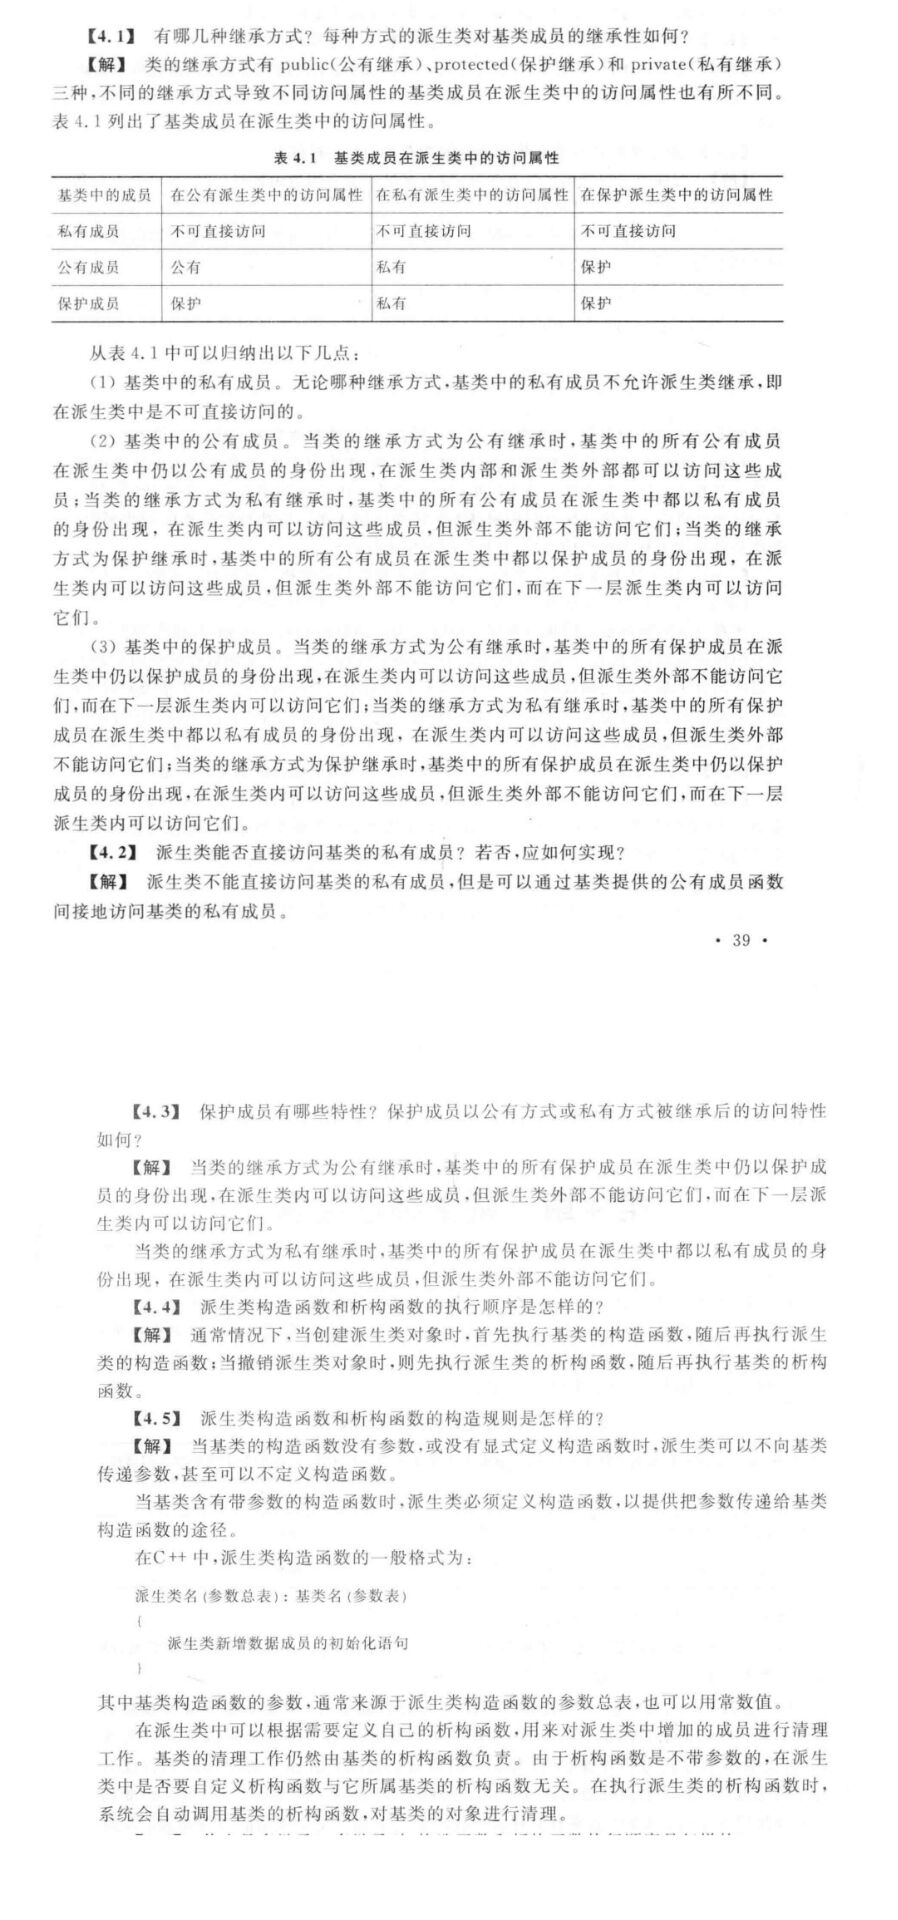 【4.1】 有哪几种继承方式？每种方式的派生类对基类成员的继承性如何？
【解】 类的继承方式有 public(公有继承)、protected(保护继承)和 private(私有继承)
三种,不同的继承方式导致不同访问属性的基类成员在派生类中的访问属性也有所不同。
表 4.1 列出了基类成员在派生类中的访问属性。
表 4.1 基类成员在派生类中的访问属性
基类中的成员 在公有派生类中的访问属性 在私有派生类中的访问属性 在保护派生类中的访问属性
私有成员 不可直接访问 不可直接访问 不可直接访问
公有成员 公有 私有 保护
保护成员 保护 私有 保护
从表 4.1 中可以归纳出以下几点：
(1) 基类中的私有成员。无论哪种继承方式,基类中的私有成员不允许派生类继承,即
在派生类中是不可直接访问的。
(2) 基类中的公有成员。当类的继承方式为公有继承时,基类中的所有公有成员
在派生类中仍以公有成员的身份出现,在派生类内部和派生类外部都可以访问这些成
员;当类的继承方式为私有继承时,基类中的所有公有成员在派生类中都以私有成员
的身份出现, 在派生类内可以访问这些成员,但派生类外部不能访问它们;当类的继承
方式为保护继承时,基类中的所有公有成员在派生类中都以保护成员的身份出现, 在派
生类内可以访问这些成员,但派生类外部不能访问它们,而在下一层派生类内可以访问
它们。
(3) 基类中的保护成员。当类的继承方式为公有继承时,基类中的所有保护成员在派
生类中仍以保护成员的身份出现,在派生类内可以访问这些成员,但派生类外部不能访问它
们,而在下一层派生类内可以访问它们;当类的继承方式为私有继承时,基类中的所有保护
成员在派生类中都以私有成员的身份出现, 在派生类内可以访问这些成员,但派生类外部
不能访问它们;当类的继承方式为保护继承时,基类中的所有保护成员在派生类中仍以保护
成员的身份出现,在派生类内可以访问这些成员,但派生类外部不能访问它们,而在下一层
派生类内可以访问它们。
【4.2】 派生类能否直接访问基类的私有成员？若否,应如何实现？
【解】 派生类不能直接访问基类的私有成员,但是可以通过基类提供的公有成员函数
间接地访问基类的私有成员。
• 39 •
【4.3】 保护成员有哪些特性？保护成员以公有方式或私有方式被继承后的访问特性
如何？
【解】 当类的继承方式为公有继承时,基类中的所有保护成员在派生类中仍以保护成
员的身份出现,在派生类内可以访问这些成员,但派生类外部不能访问它们,而在下一层派
生类内可以访问它们。
当类的继承方式为私有继承时,基类中的所有保护成员在派生类中都以私有成员的身
份出现, 在派生类内可以访问这些成员,但派生类外部不能访问它们。
【4.4】 派生类构造函数和析构函数的执行顺序是怎样的？
【解】 通常情况下,当创建派生类对象时,首先执行基类的构造函数,随后再执行派生
类的构造函数;当撤销派生类对象时,则先执行派生类的析构函数,随后再执行基类的析构
函数。
【4.5】 派生类构造函数和析构函数的构造规则是怎样的？
【解】 当基类的构造函数没有参数,或没有显式定义构造函数时,派生类可以不向基类
传递参数,甚至可以不定义构造函数。
当基类含有带参数的构造函数时,派生类必须定义构造函数,以提供把参数传递给基类
构造函数的途径。
在C++ 中,派生类构造函数的一般格式为：
派生类名(参数总表)：基类名(参数表)
{
派生类新增数据成员的初始化语句
}
其中基类构造函数的参数,通常来源于派生类构造函数的参数总表,也可以用常数值。
在派生类中可以根据需要定义自己的析构函数,用来对派生类中增加的成员进行清理
工作。基类的清理工作仍然由基类的析构函数负责。由于析构函数是不带参数的,在派生
类中是否要自定义析构函数与它所属基类的析构函数无关。在执行派生类的析构函数时,
系统会自动调用基类的析构函数,对基类的对象进行清理。